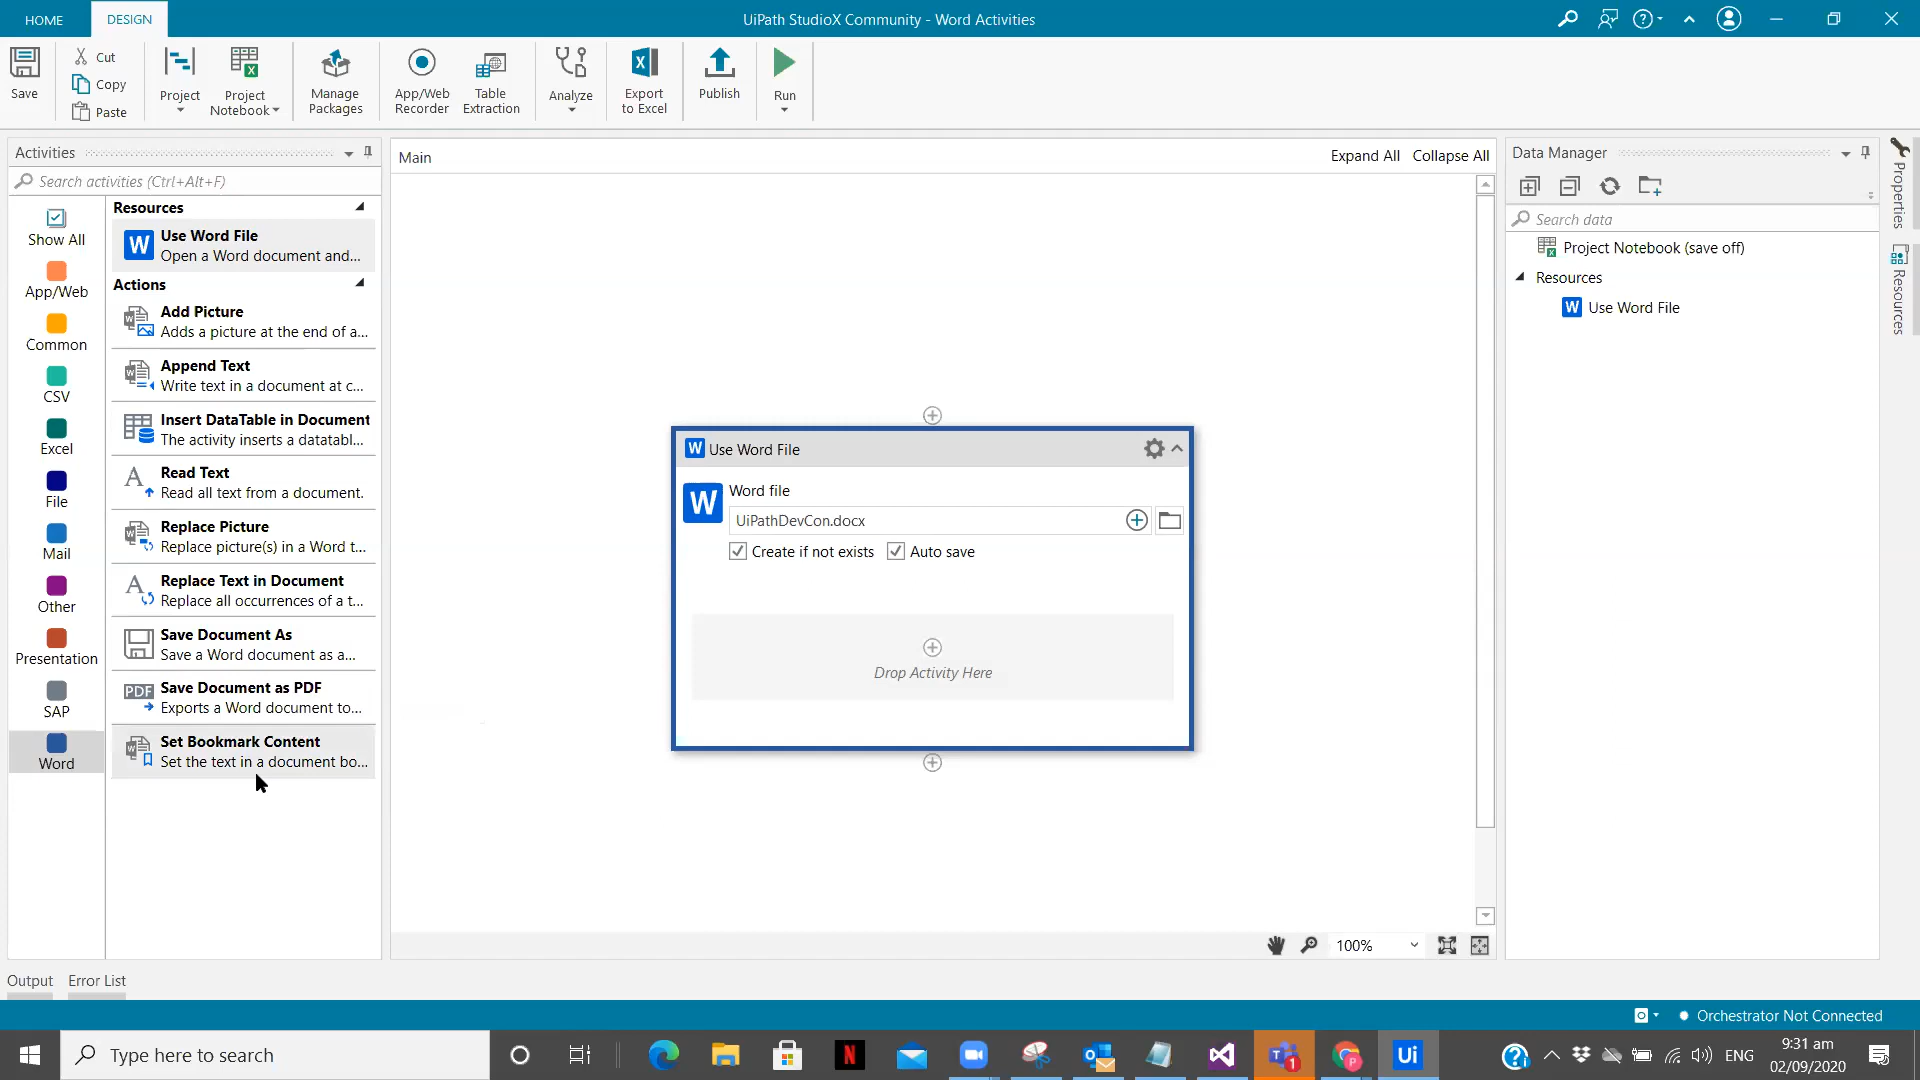 HOME
DESIGN
UiPath StudioX Community - Word Activities
Save
Cut
Copy
Paste
Project
Project
Notebook
Manage
Packages
App/Web
Recorder
Table
Extraction
Analyze
Export
to Excel
Publish
Run
Activities
Search activities (Ctrl+Alt+F)
Show All
App/Web
Common
CSV
Excel
File
Mail
Other
Presentation
SAP
Word
Resources
Use Word File
Open a Word document and...
Actions
Add Picture
Adds a picture at the end of a...
Append Text
Write text in a document at c...
Insert DataTable in Document
The activity inserts a datatabl...
Read Text
Read all text from a document.
Replace Picture
Replace picture(s) in a Word t...
Replace Text in Document
Replace all occurrences of a t...
Save Document As
Save a Word document as a...
PDF
Save Document as PDF
Exports a Word document to...
Set Bookmark Content
Set the text in a document bo...
Main
Expand All Collapse All
W Use Word File
W
Word file
UiPathDevCon.docx
Create if not exists
Auto save
Drop Activity Here
100%
Data Manager
Search data
Project Notebook (save off)
Resources
W Use Word File
Properties
Resources
Output Error List
Orchestrator Not Connected
Type here to search
N
1
P
Ui
ENG
9:31 am
02/09/2020